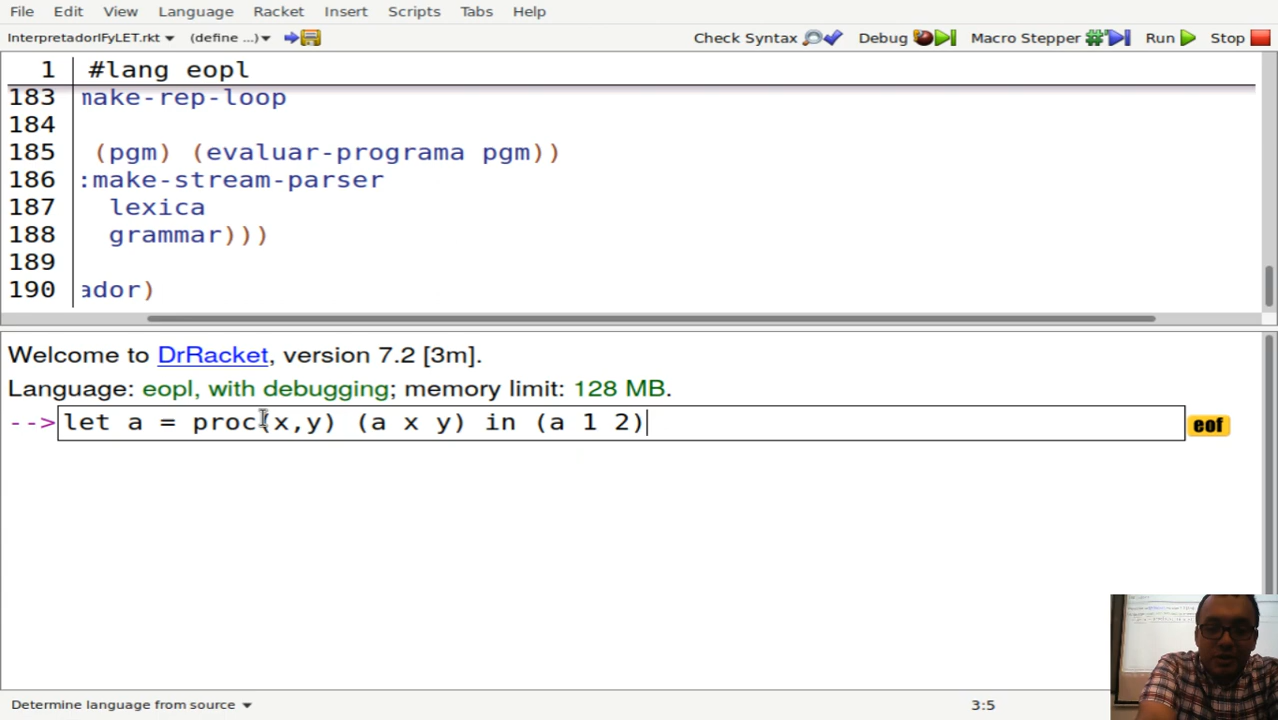 File Edit View Language Racket Insert Scripts Tabs Help
InterpretadorIFyLET.rkt (define ...) Check Syntax Debug Macro Stepper Run Stop
1 #lang eopl
183 make-rep-loop
184
185 (pgm) (evaluar-programa pgm))
186 :make-stream-parser
187 lexica
188 grammar)))
189
190 ador)
Welcome to DrRacket, version 7.2 [3m].
Language: eopl, with debugging; memory limit: 128 MB.
-->let a = proc(x,y) (a x y) in (a 1 2) eof
Determine language from source 3:5